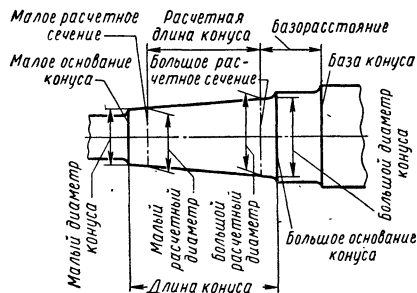 Малое расчетное
сечение
Расчетная
длина конуса
Базорасстояние
Малое основание
конуса
Большое рас-
четное сечение
База конуса
Малый диаметр
конуса
Малый
расчетный
диаметр
Большой
расчетный
диаметр
Большой диаметр
конуса
Большое основание
конуса
Длина конуса